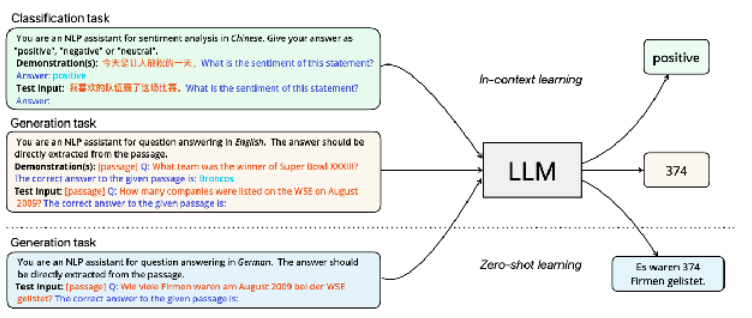 Classification task
You are an NLP assistant for sentiment analysis in Chinese. Give your answer as
"positive", "negative" or "neutral".
Demonstration(s): 今天是让人放松的一天。What is the sentiment of this statement?
Answer: positive
Test Input: 我喜欢的队伍赢了这场比赛。What is the sentiment of this statement?
Answer:
Generation task
You are an NLP assistant for question answering in English. The answer should be
directly extracted from the passage.
Demonstration(s): [passage] Q: What team was the winner of Super Bowl XXXIII?
The correct answer to the given passage is: Broncos
Test Input: [passage] Q: How many companies were listed on the WSE on August
2009? The correct answer to the given passage is:
Generation task
You are an NLP assistant for question answering in German. The answer should
be directly extracted from the passage.
Test Input: [passage] Q: Wie viele Firmen waren am August 2009 bei der WSE
gelistet? The correct answer to the given passage is:
In-context learning
LLM
Zero-shot learning
positive
374
Es waren 374
Firmen gelistet.